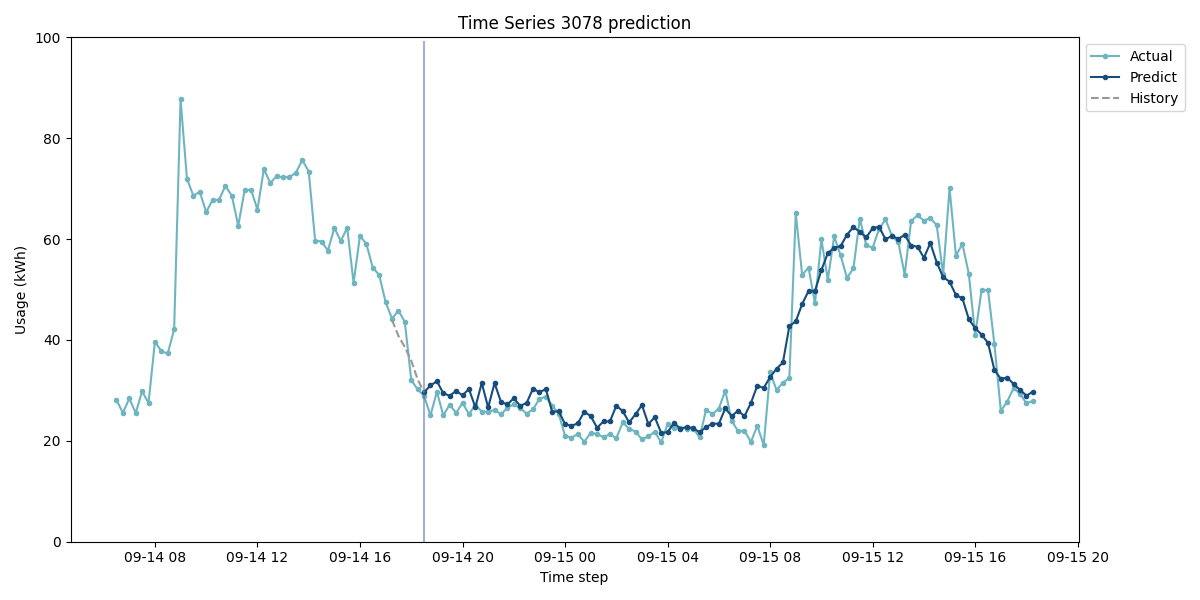 Time Series 3078 prediction
Usage (kWh)
100
80
60
40
20
0
09-14 08
09-14 12
09-14 16
09-14 20
09-15 00
09-15 04
09-15 08
09-15 12
09-15 16
09-15 20
Time step
Actual
Predict
History